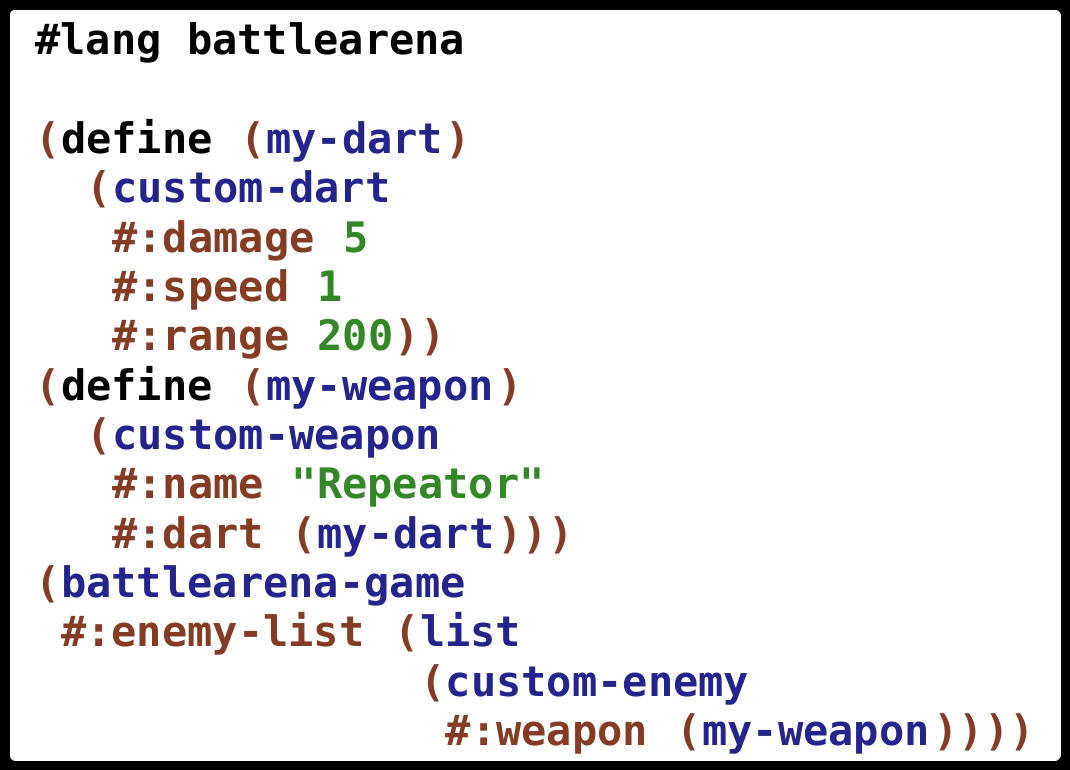 #lang battlearena

(define (my-dart)
  (custom-dart
   #:damage 5
   #:speed 1
   #:range 200))
(define (my-weapon)
  (custom-weapon
   #:name "Repeator"
   #:dart (my-dart)))
(battlearena-game
 #:enemy-list (list
               (custom-enemy
                #:weapon (my-weapon))))